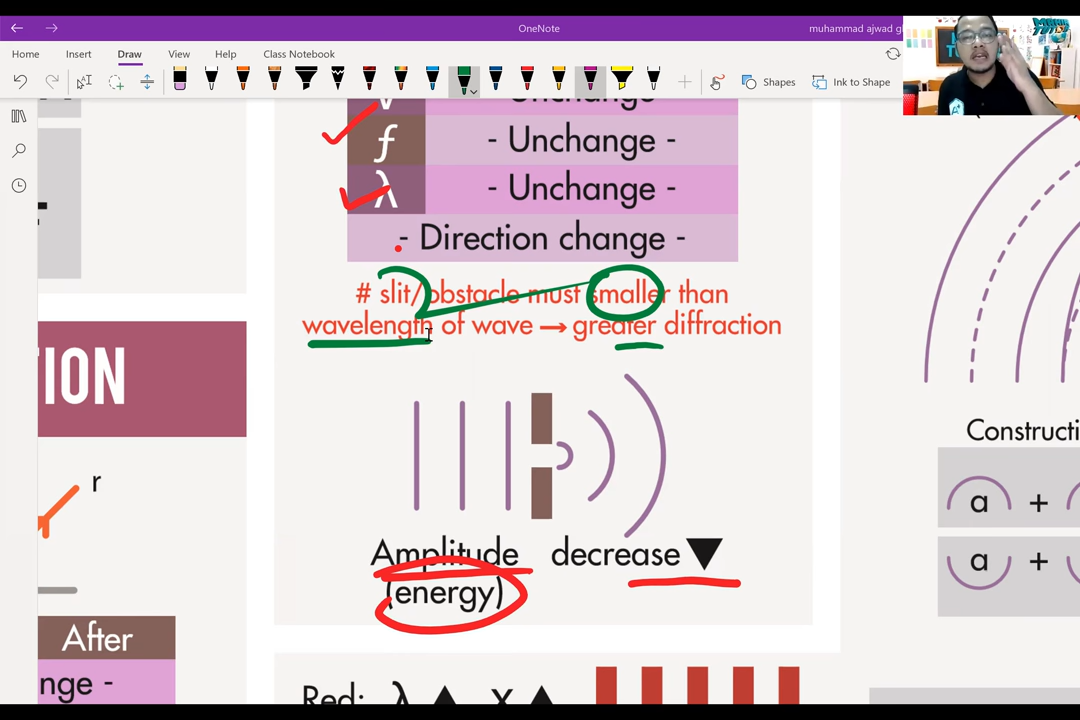 OneNote
muhammad ajwad
Home Insert Draw View Help Class Notebook
Shapes Ink to Shape
v - Unchange -
f - Unchange -
λ - Unchange -
- Direction change -
# slit/obstacle must smaller than
wavelength of wave → greater diffraction
ION
r
Constructi
a +
a +
Amplitude decrease ▼
(energy)
After
nge -
Red: λ ▲ x ▲